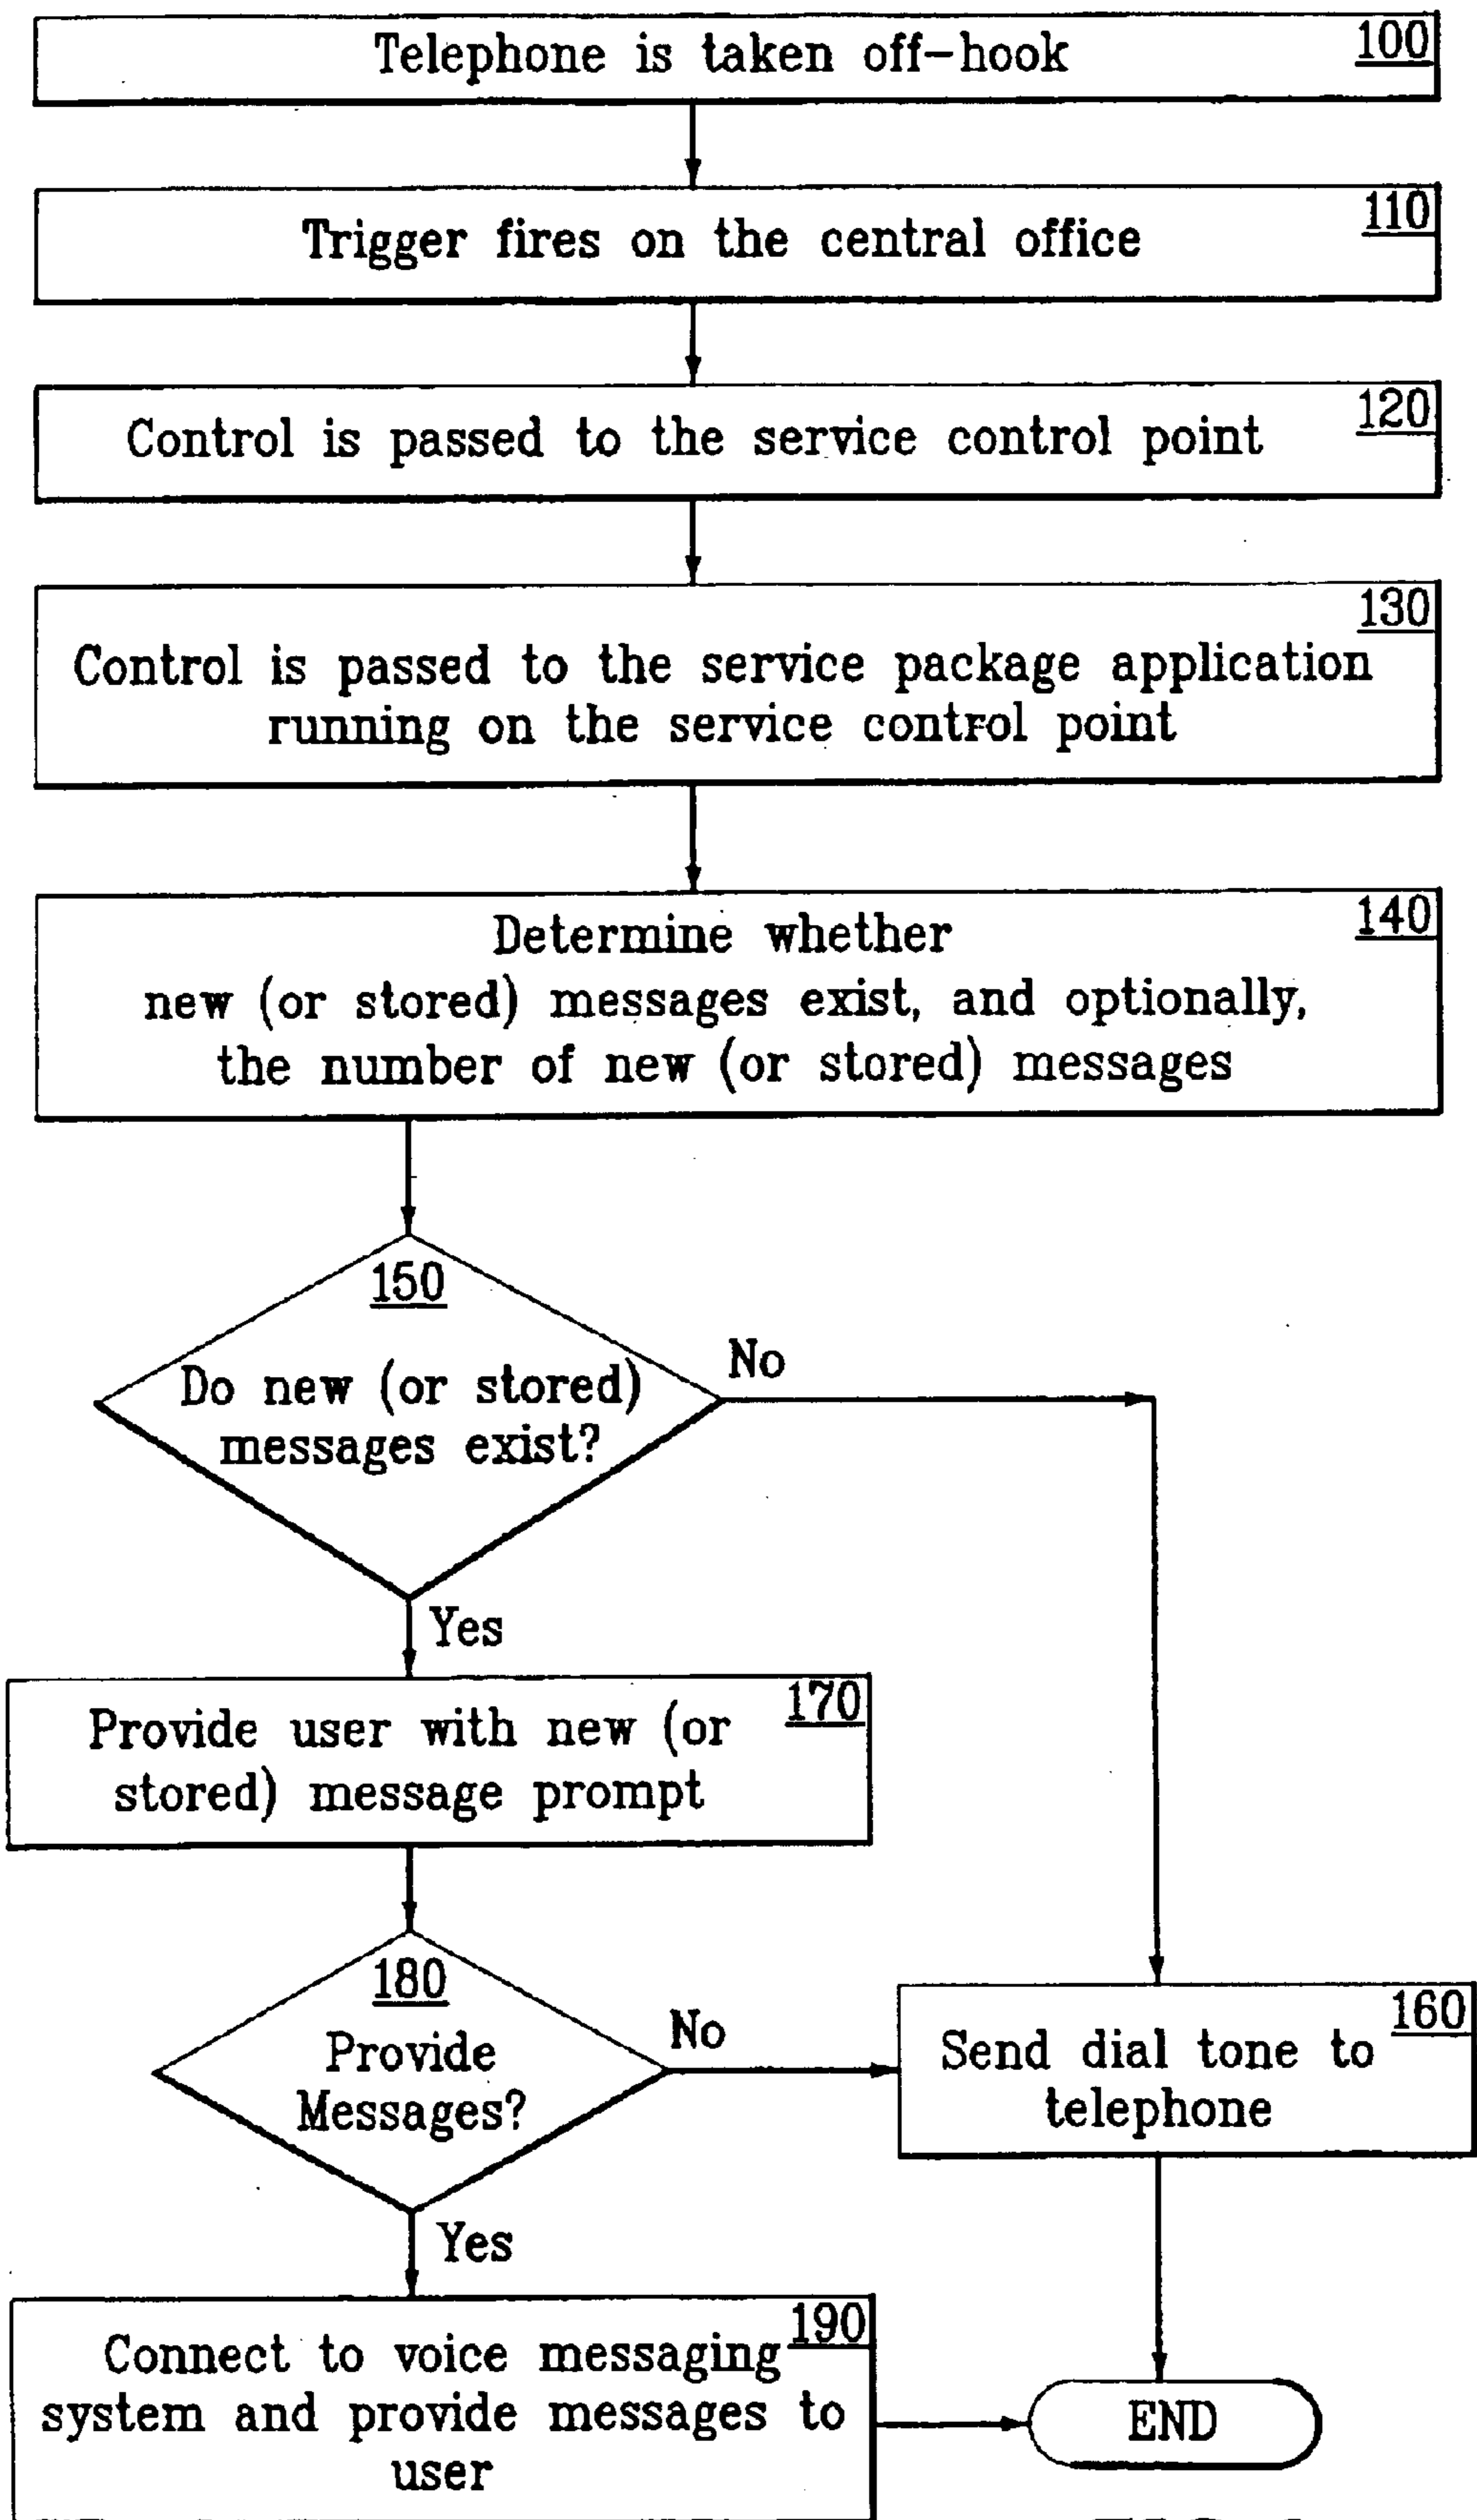 Telephone is taken off-hook
100
Trigger fires on the central office
110
Control is passed to the service control point
120
130
Control is passed to the service package application
running on the service control point
140
Determine whether
new (or stored) messages exist, and optionally,
the number of new (or stored) messages
150
Do new (or stored)
messages exist?
No
Yes
170
Provide user with new (or
stored) message prompt
180
Provide
Messages?
No
160
Send dial tone to
telephone
Yes
190
Connect to voice messaging
system and provide messages to
user
END